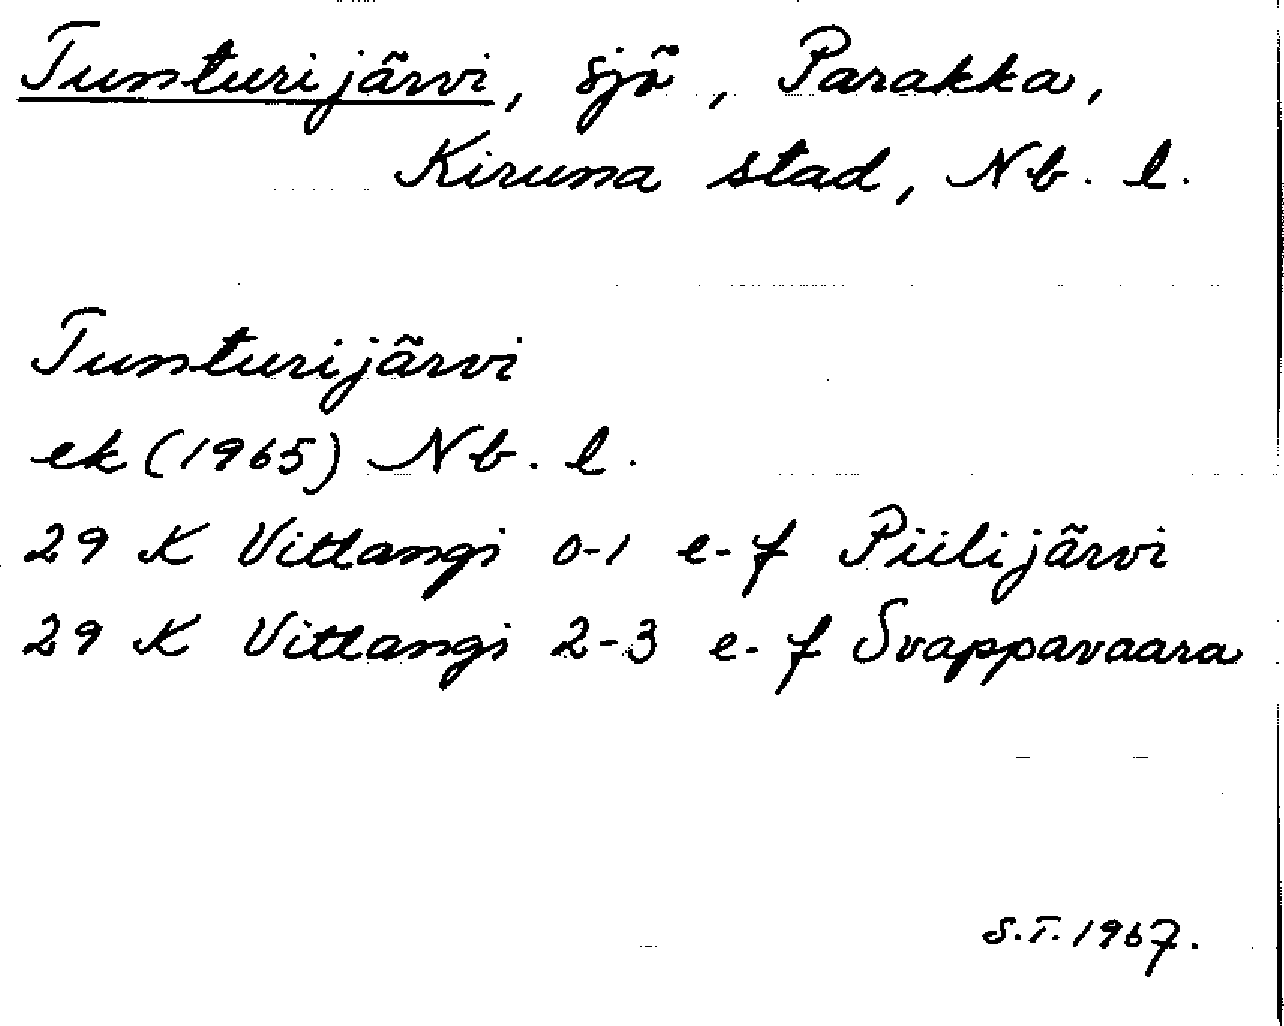 Tunturijärvi, sjö, Parakka,
Kiruna stad, Nb. l.
Tunturijärvi
ek (1965) Nb. l.
29 K Vittangi 0-1 e-f Piilijärvi
29 K Vittangi 2-3 e-f Svappavaara
S.T. 1967.